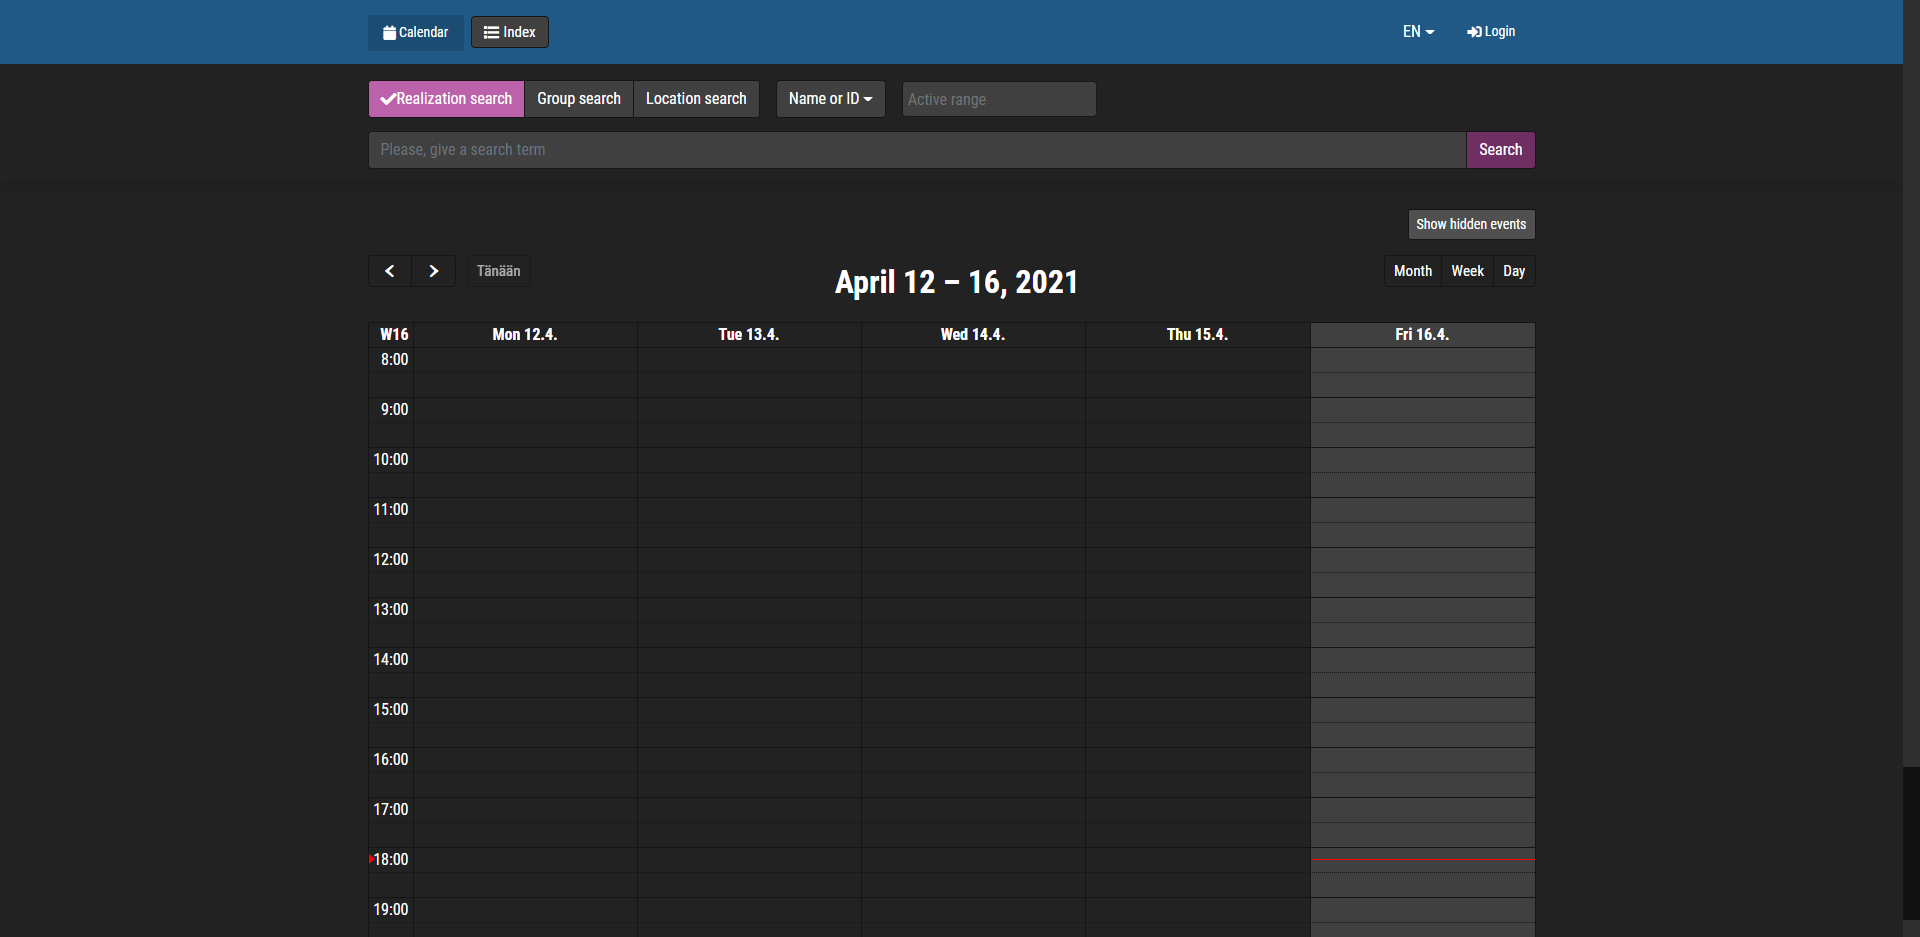 Calendar Index EN Login
Realization search Group search Location search Name or ID Active range
Please, give a search term Search
Show hidden events
Tänään April 12 – 16, 2021 Month Week Day
W16 Mon 12.4. Tue 13.4. Wed 14.4. Thu 15.4. Fri 16.4.
8:00
9:00
10:00
11:00
12:00
13:00
14:00
15:00
16:00
17:00
18:00
19:00